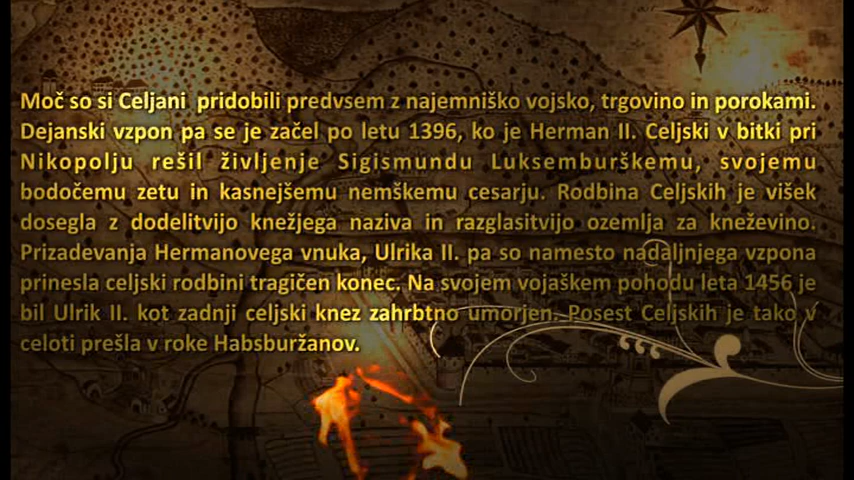 Moč so si Celjani pridobili predvsem z najemniško vojsko, trgovino in porokami.
Dejanski vzpon pa se je začel po letu 1396, ko je Herman II. Celjski v bitki pri
Nikopolju rešil življenje Sigismundu Luksemburškemu, svojemu
bodočemu zetu in kasnejšemu nemškemu cesarju. Rodbina Celjskih je višek
dosegla z dodelitvijo knežjega naziva in razglasitvijo ozemlja za kneževino.
Prizadevanja Hermanovega vnuka, Ulrika II. pa so namesto nadaljnjega vzpona
prinesla celjski rodbini tragičen konec. Na svojem vojaškem pohodu leta 1456 je
bil Ulrik II. kot zadnji celjski knez zahrbtno umorjen. Posest Celjskih je tako v
celoti prešla v roke Habsburžanov.